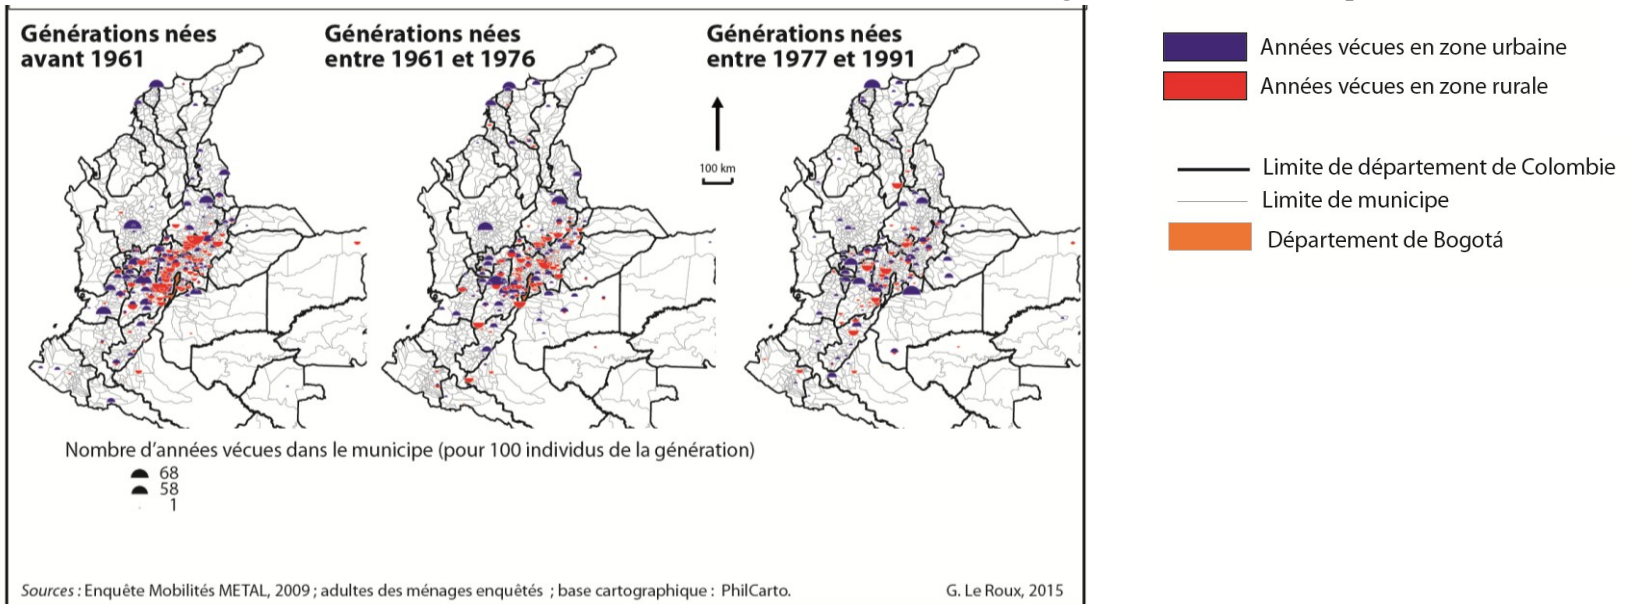 Générations nées
avant 1961
Générations nées
entre 1961 et 1976
Générations nées
entre 1977 et 1991
100 km
Années vécues en zone urbaine
Années vécues en zone rurale
Limite de département de Colombie
Limite de municipe
Département de Bogotá
Nombre d'années vécues dans le municipe (pour 100 individus de la génération)
68
58
1
Sources : Enquête Mobilités METAL, 2009 ; adultes des ménages enquêtés ; base cartographique : PhilCarto.
G. Le Roux, 2015